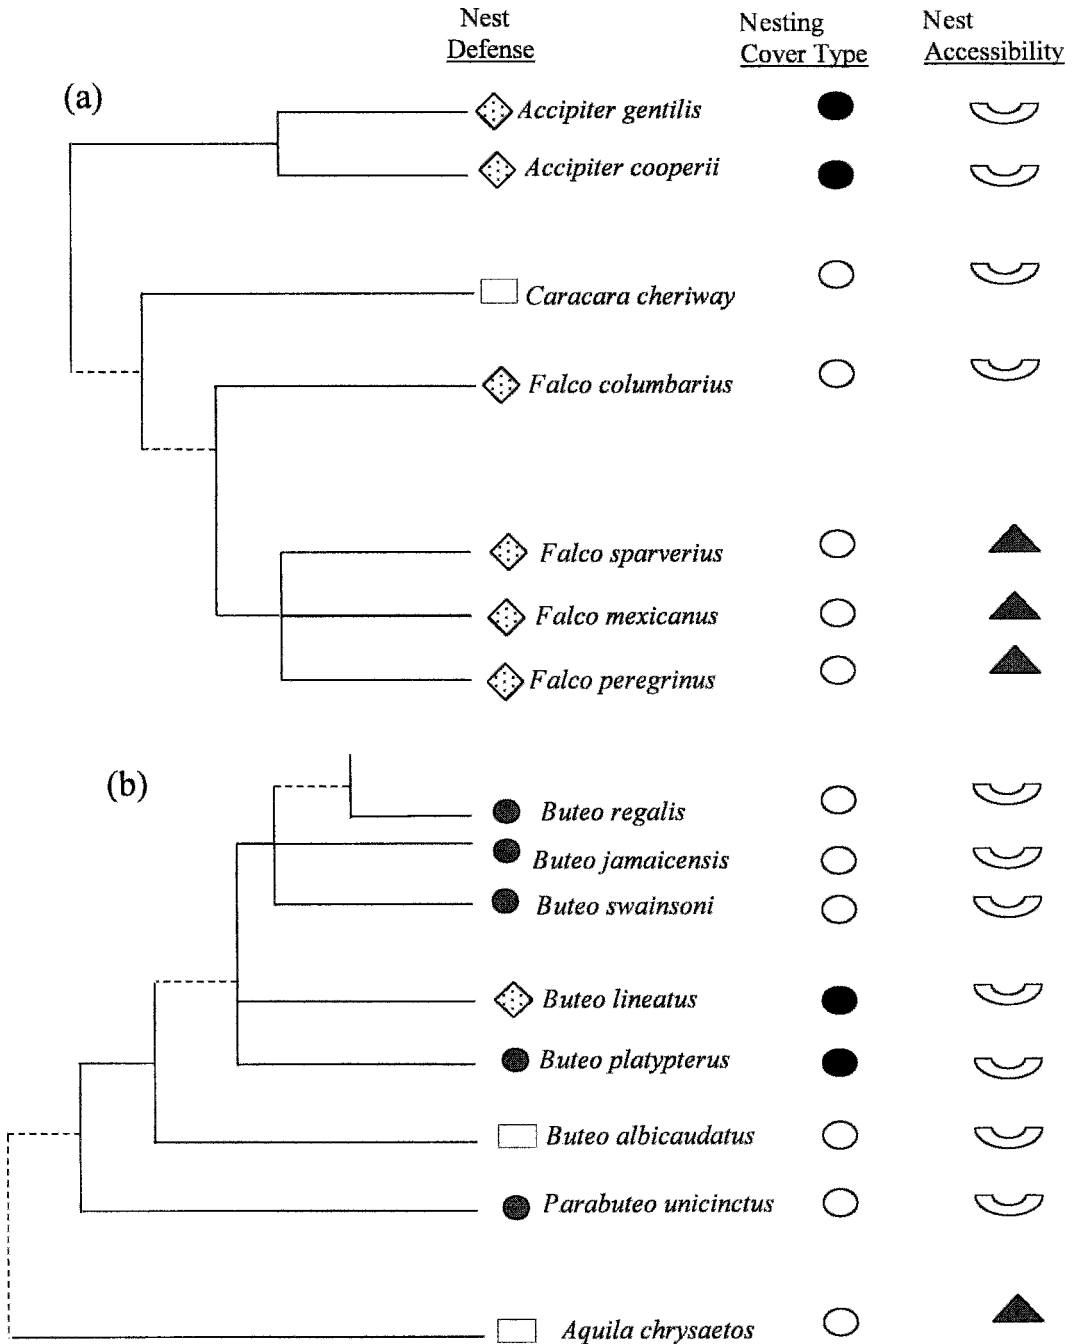 Nest
Defense
Nesting
Cover Type
Nest
Accessibility
(a)
Accipiter gentilis
Accipiter cooperii
Caracara cheriway
Falco columbarius
Falco sparverius
Falco mexicanus
Falco peregrinus
(b)
Buteo regalis
Buteo jamaicensis
Buteo swainsoni
Buteo lineatus
Buteo platypterus
Buteo albicaudatus
Parabuteo unicinctus
Aquila chrysaetos